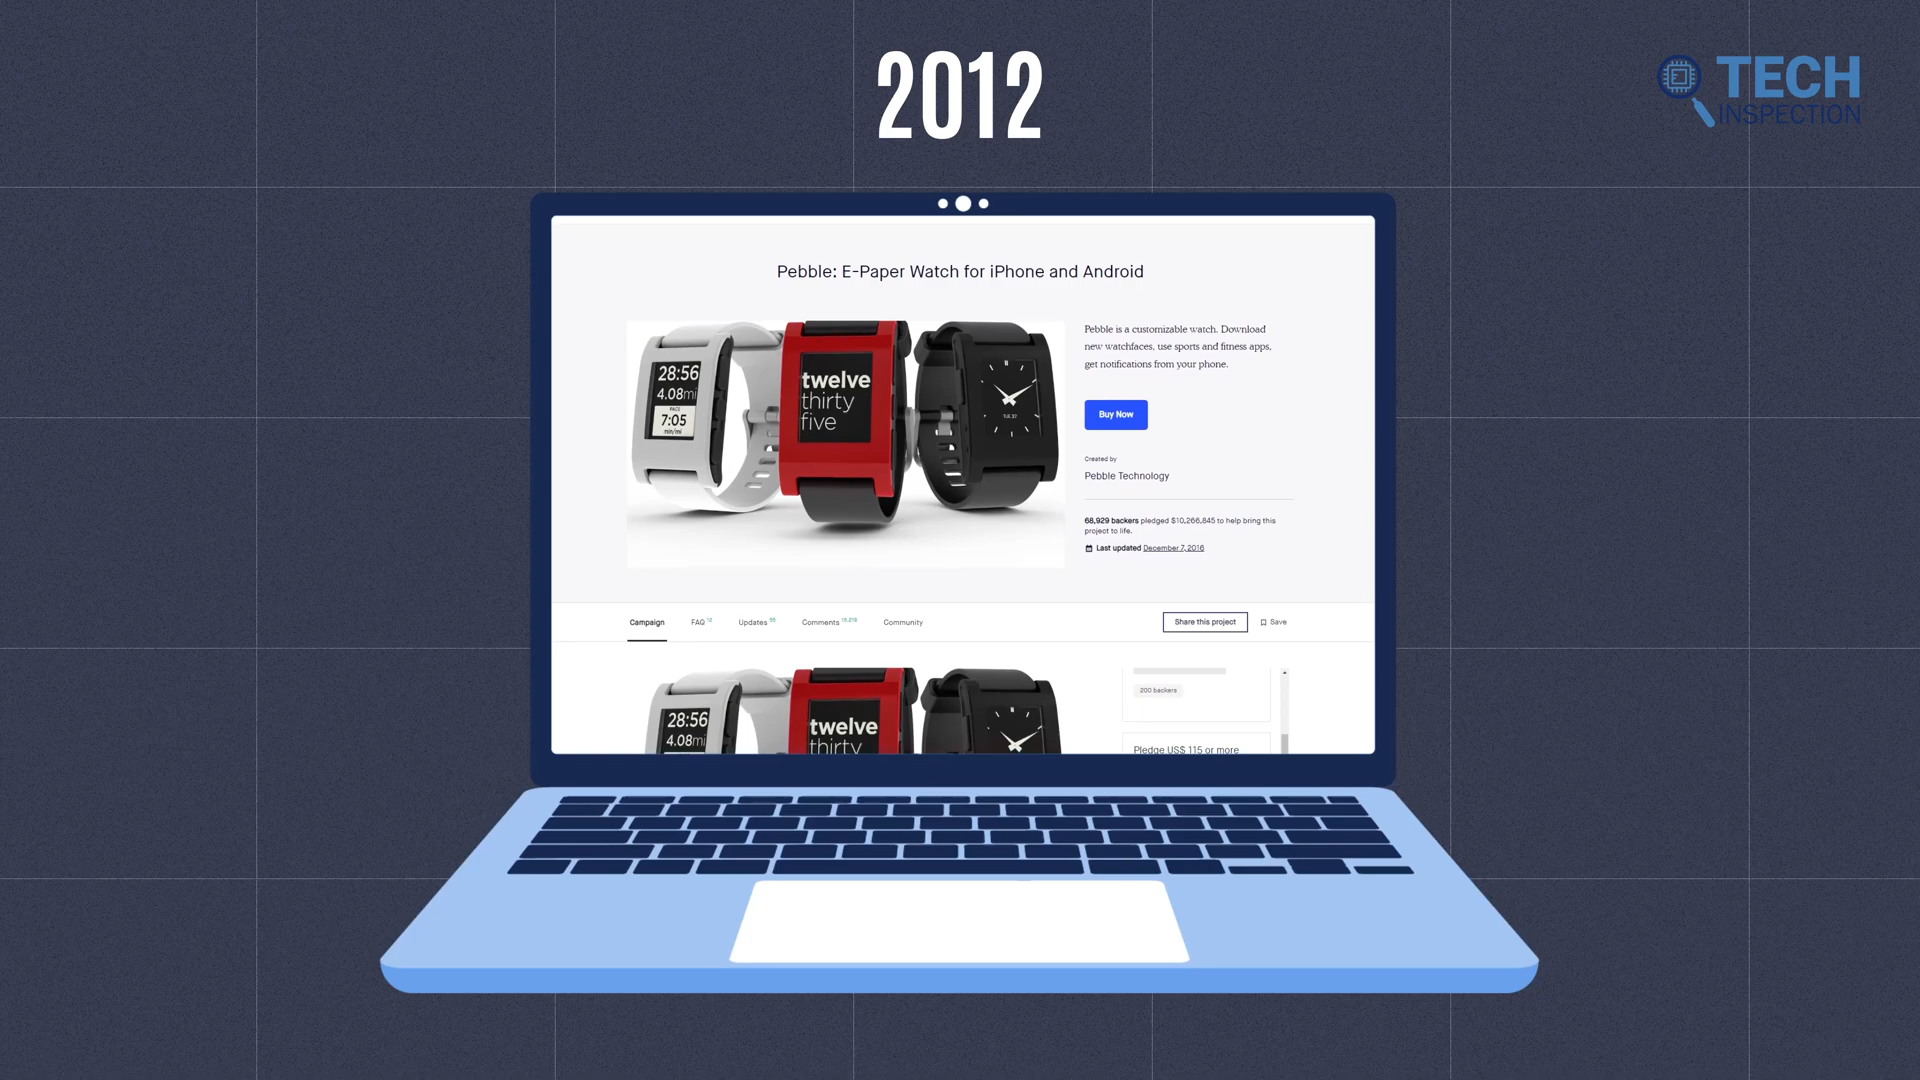 2012
TECH
INSPECTION
Pebble: E-Paper Watch for iPhone and Android
28:56
4.08mi
PACE
7:05
min/mi
twelve
thirty
five
TUE 27
Pebble is a customizable watch. Download
new watchfaces, use sports and fitness apps,
get notifications from your phone.
Buy Now
Created by
Pebble Technology
68,929 backers pledged $10,266,845 to help bring this
project to life.
Last updated December 7, 2016
Campaign
FAQ 12
Updates
Comments
Community
Share this project
Save
28:56
4.08mi
twelve
thirty
200 backers
Pledge US$ 115 or more